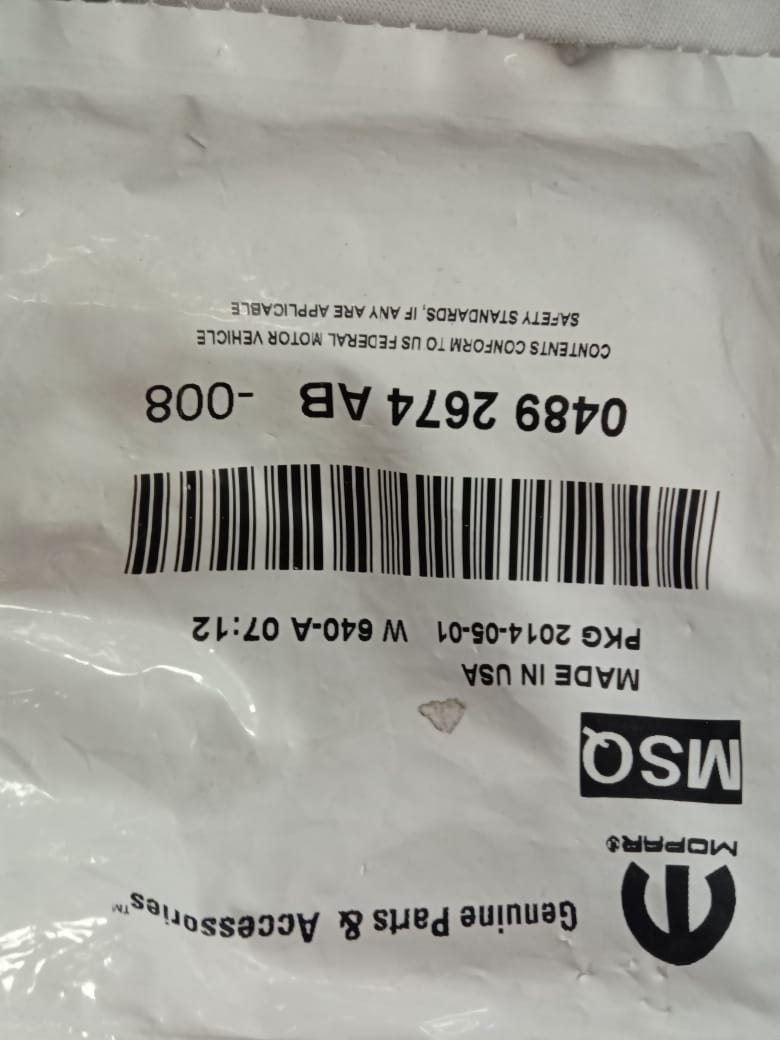 Genuine Parts & Accessories™
MOPAR®
MSQ
MADE IN USA
PKG 2014-05-01 W 640-A 07:12
0489 2674 AB -008
CONTENTS CONFORM TO US FEDERAL MOTOR VEHICLE
SAFETY STANDARDS, IF ANY ARE APPLICABLE